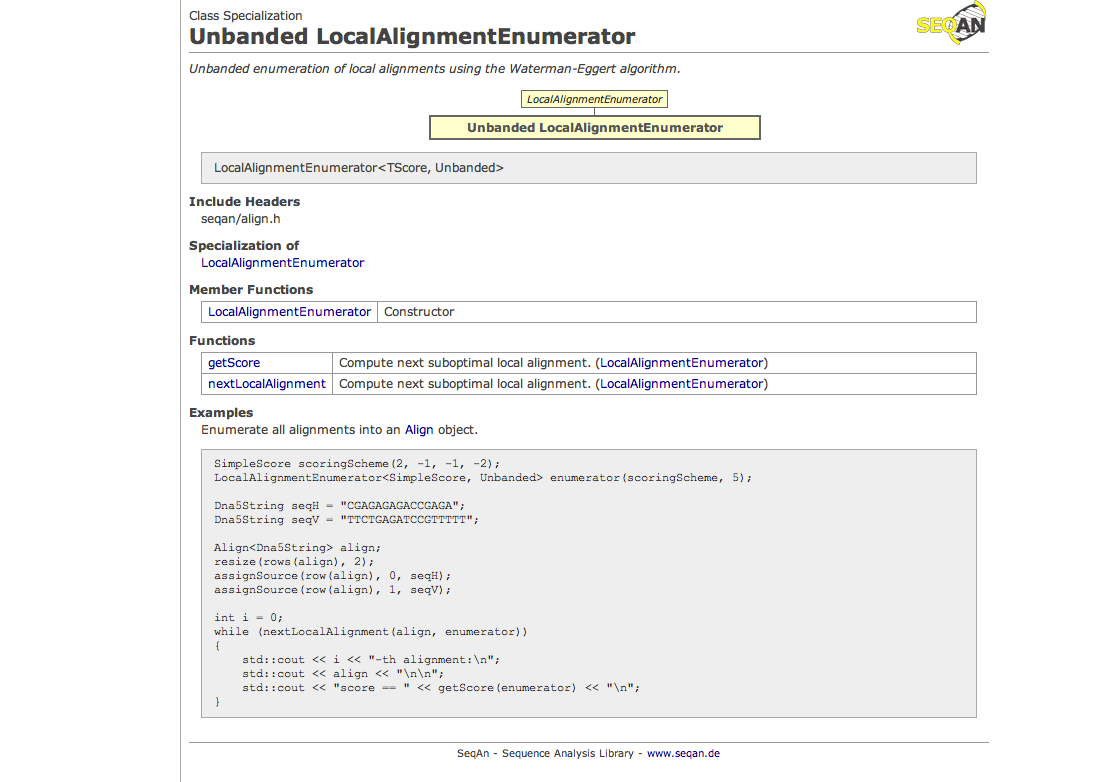 Class Specialization
Unbanded LocalAlignmentEnumerator
SEQAN
Unbanded enumeration of local alignments using the Waterman-Eggert algorithm.
LocalAlignmentEnumerator
Unbanded LocalAlignmentEnumerator
LocalAlignmentEnumerator<TScore, Unbanded>
Include Headers
seqan/align.h
Specialization of
LocalAlignmentEnumerator
Member Functions
LocalAlignmentEnumerator Constructor
Functions
getScore Compute next suboptimal local alignment. (LocalAlignmentEnumerator)
nextLocalAlignment Compute next suboptimal local alignment. (LocalAlignmentEnumerator)
Examples
Enumerate all alignments into an Align object.
SimpleScore scoringScheme(2, -1, -1, -2);
LocalAlignmentEnumerator<SimpleScore, Unbanded> enumerator(scoringScheme, 5);
Dna5String seqH = "CGAGAGAGACCGAGA";
Dna5String seqV = "TTCTGAGATCCGTTTTT";
Align<Dna5String> align;
resize(rows(align), 2);
assignSource(row(align), 0, seqH);
assignSource(row(align), 1, seqV);
int i = 0;
while (nextLocalAlignment(align, enumerator))
{
    std::cout << i << "-th alignment:\n";
    std::cout << align << "\n\n";
    std::cout << "score == " << getScore(enumerator) << "\n";
}
SeqAn - Sequence Analysis Library - www.seqan.de